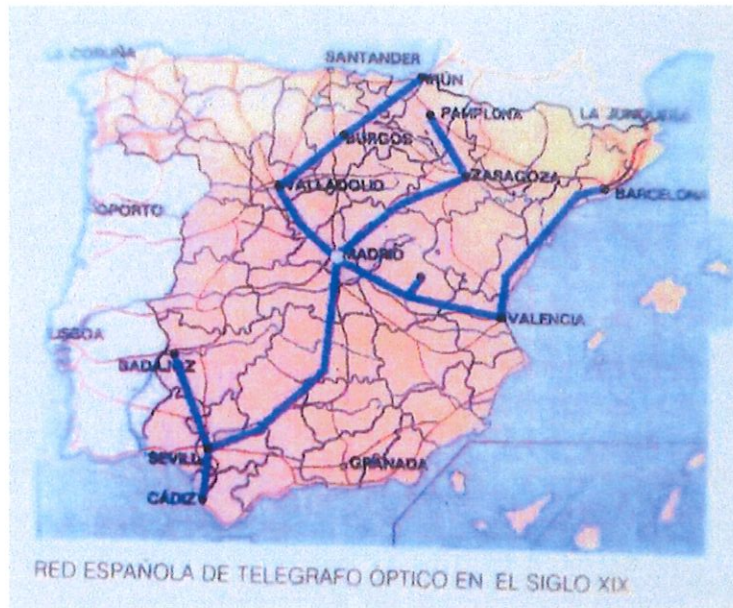 LA CORUÑA
SANTANDER
IRÚN
PAMPLONA
LA JUNQUERA
BURGOS
ZARAGOZA
VALLADOLID
BARCELONA
OPORTO
MADRID
LISBOA
VALENCIA
BADAJOZ
SEVILLA
GRANADA
CÁDIZ
RED ESPAÑOLA DE TELEGRAFO ÓPTICO EN EL SIGLO XIX